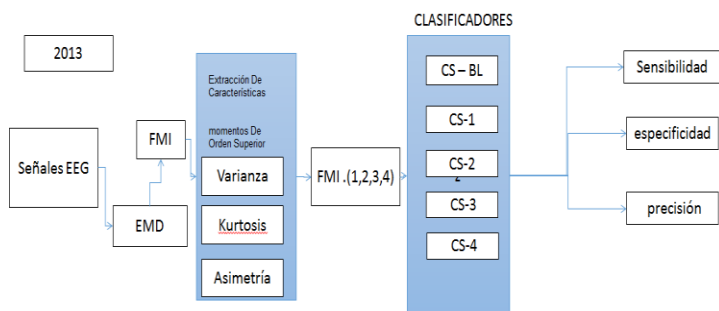 CLASIFICADORES
2013
Extracción De
Características
momentos De
Orden Superior
Señales EEG
EMD
FMI
Varianza
Kurtosis
Asimetría
FMI .(1,2,3,4)
CS – BL
CS-1
CS-2
2
CS-3
CS-4
Sensibilidad
especificidad
precisión